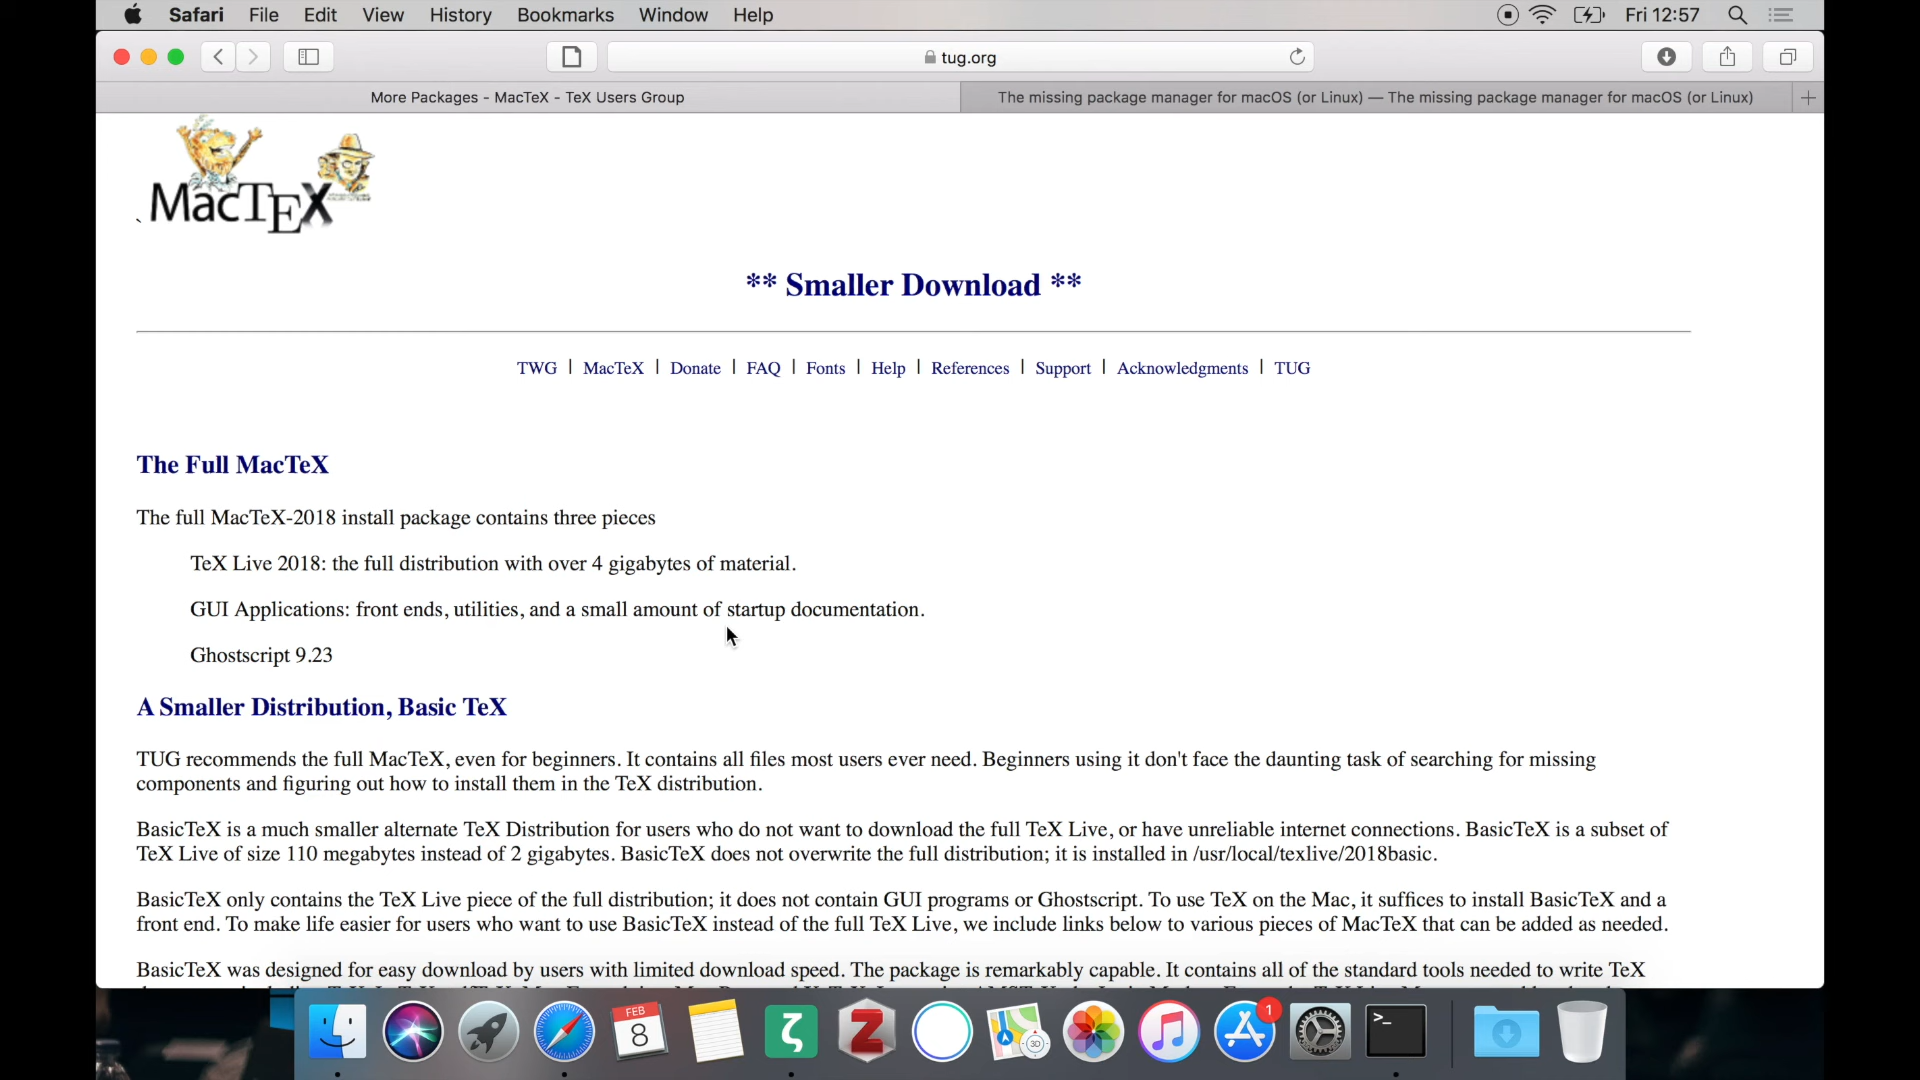 Safari File Edit View History Bookmarks Window Help Fri 12:57
tug.org
More Packages - MacTeX - TeX Users Group
The missing package manager for macOS (or Linux) — The missing package manager for macOS (or Linux)
` MacTEX
** Smaller Download **
TWG | MacTeX | Donate | FAQ | Fonts | Help | References | Support | Acknowledgments | TUG
The Full MacTeX
The full MacTeX-2018 install package contains three pieces
TeX Live 2018: the full distribution with over 4 gigabytes of material.
GUI Applications: front ends, utilities, and a small amount of startup documentation.
Ghostscript 9.23
A Smaller Distribution, Basic TeX
TUG recommends the full MacTeX, even for beginners. It contains all files most users ever need. Beginners using it don't face the daunting task of searching for missing
components and figuring out how to install them in the TeX distribution.
BasicTeX is a much smaller alternate TeX Distribution for users who do not want to download the full TeX Live, or have unreliable internet connections. BasicTeX is a subset of
TeX Live of size 110 megabytes instead of 2 gigabytes. BasicTeX does not overwrite the full distribution; it is installed in /usr/local/texlive/2018basic.
BasicTeX only contains the TeX Live piece of the full distribution; it does not contain GUI programs or Ghostscript. To use TeX on the Mac, it suffices to install BasicTeX and a
front end. To make life easier for users who want to use BasicTeX instead of the full TeX Live, we include links below to various pieces of MacTeX that can be added as needed.
BasicTeX was designed for easy download by users with limited download speed. The package is remarkably capable. It contains all of the standard tools needed to write TeX
FEB
8
ζ
Z
3D
1
>_